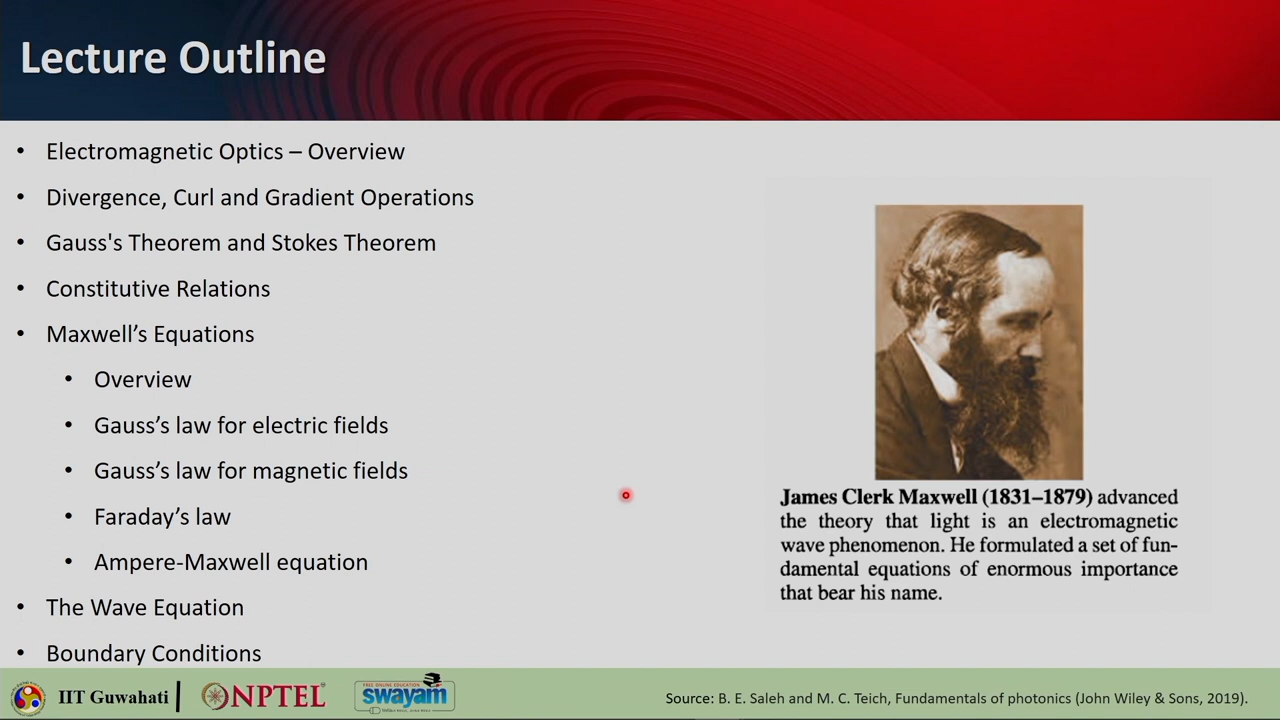 Lecture Outline
• Electromagnetic Optics – Overview
• Divergence, Curl and Gradient Operations
• Gauss's Theorem and Stokes Theorem
• Constitutive Relations
• Maxwell’s Equations
• Overview
• Gauss’s law for electric fields
• Gauss’s law for magnetic fields
• Faraday’s law
• Ampere-Maxwell equation
• The Wave Equation
• Boundary Conditions
James Clerk Maxwell (1831–1879) advanced
the theory that light is an electromagnetic
wave phenomenon. He formulated a set of fun-
damental equations of enormous importance
that bear his name.
IIT Guwahati
NPTEL
FREE ONLINE EDUCATION
swayam
Source: B. E. Saleh and M. C. Teich, Fundamentals of photonics (John Wiley & Sons, 2019).